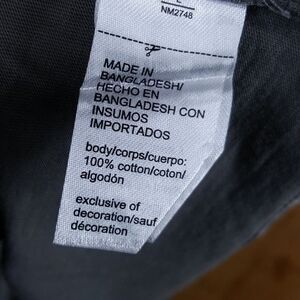 NM2748
MADE IN
BANGLADESH/
HECHO EN
BANGLADESH CON
INSUMOS
IMPORTADOS
body/corps/cuerpo:
100% cotton/coton/
algodón
exclusive of
decoration/sauf
décoration